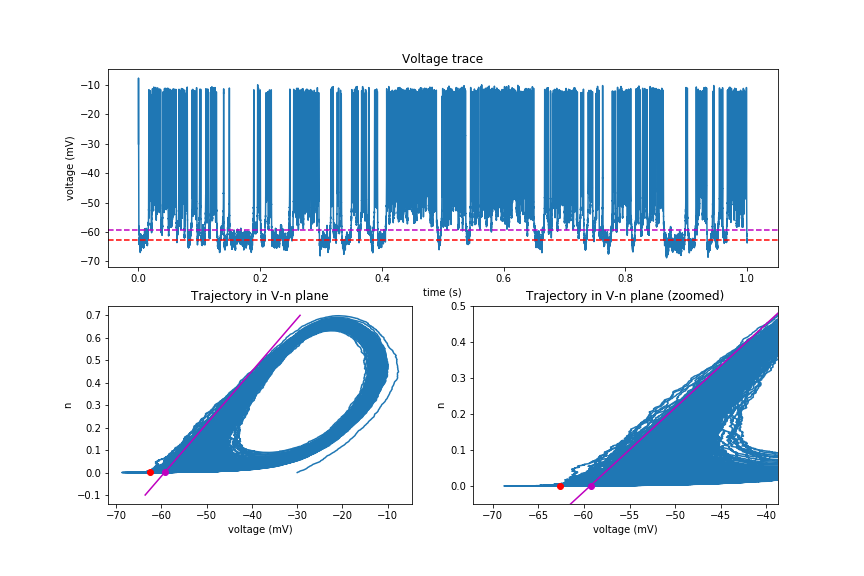 Voltage trace
voltage (mV)
−10
−20
−30
−40
−50
−60
−70
0.0 0.2 0.4 0.6 0.8 1.0
time (s)
Trajectory in V-n plane
n
0.7
0.6
0.5
0.4
0.3
0.2
0.1
0.0
−0.1
−70 −60 −50 −40 −30 −20 −10
voltage (mV)
Trajectory in V-n plane (zoomed)
n
0.5
0.4
0.3
0.2
0.1
0.0
−70 −65 −60 −55 −50 −45 −40
voltage (mV)